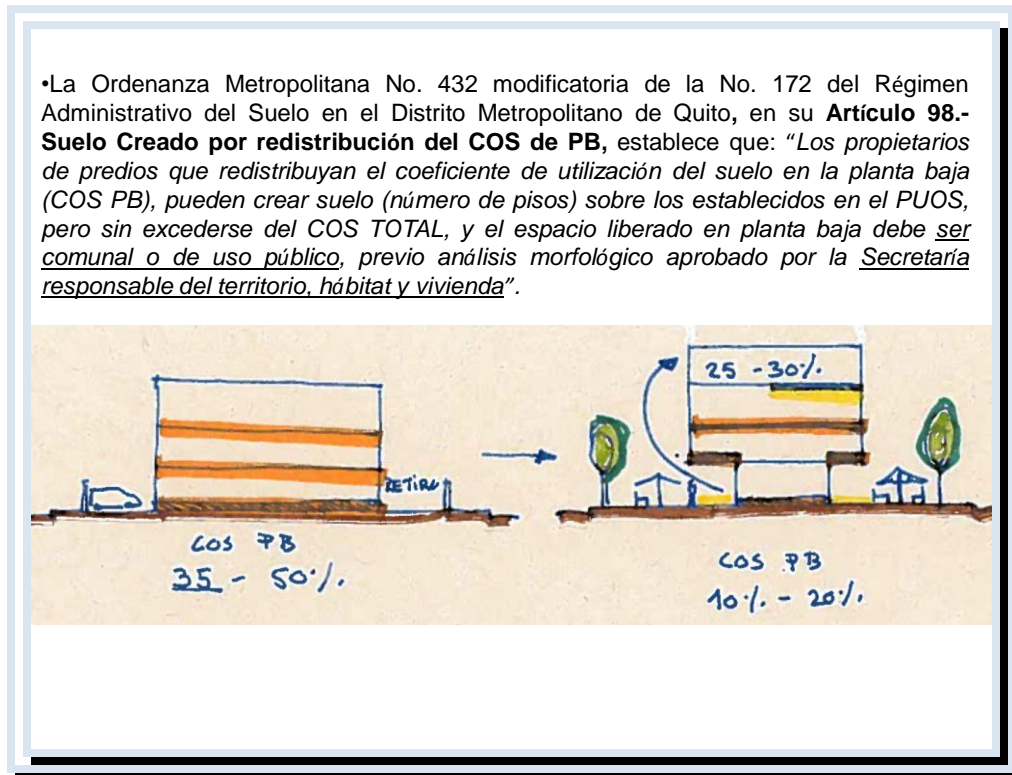 •La Ordenanza Metropolitana No. 432 modificatoria de la No. 172 del Régimen
Administrativo del Suelo en el Distrito Metropolitano de Quito, en su Artículo 98.-
Suelo Creado por redistribución del COS de PB, establece que: “Los propietarios
de predios que redistribuyan el coeficiente de utilización del suelo en la planta baja
(COS PB), pueden crear suelo (número de pisos) sobre los establecidos en el PUOS,
pero sin excederse del COS TOTAL, y el espacio liberado en planta baja debe ser
comunal o de uso público, previo análisis morfológico aprobado por la Secretaría
responsable del territorio, hábitat y vivienda”.
25 - 30%.
RETIRO
COS PB
35 - 50%.
COS PB
10%. - 20%.